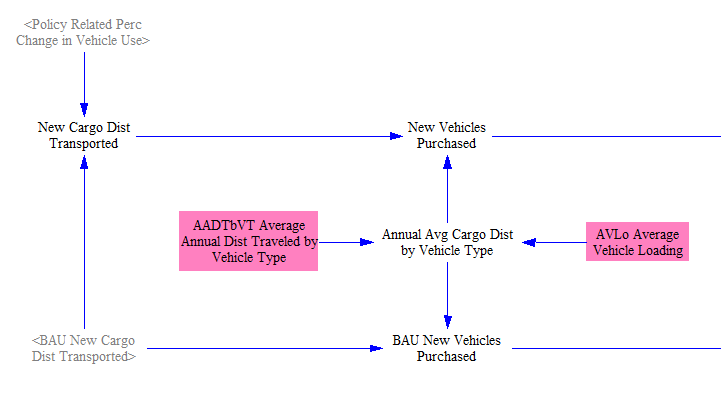 <Policy Related Perc
Change in Vehicle Use>
New Cargo Dist
Transported
New Vehicles
Purchased
AADTbVT Average
Annual Dist Traveled by
Vehicle Type
Annual Avg Cargo Dist
by Vehicle Type
AVLo Average
Vehicle Loading
<BAU New Cargo
Dist Transported>
BAU New Vehicles
Purchased